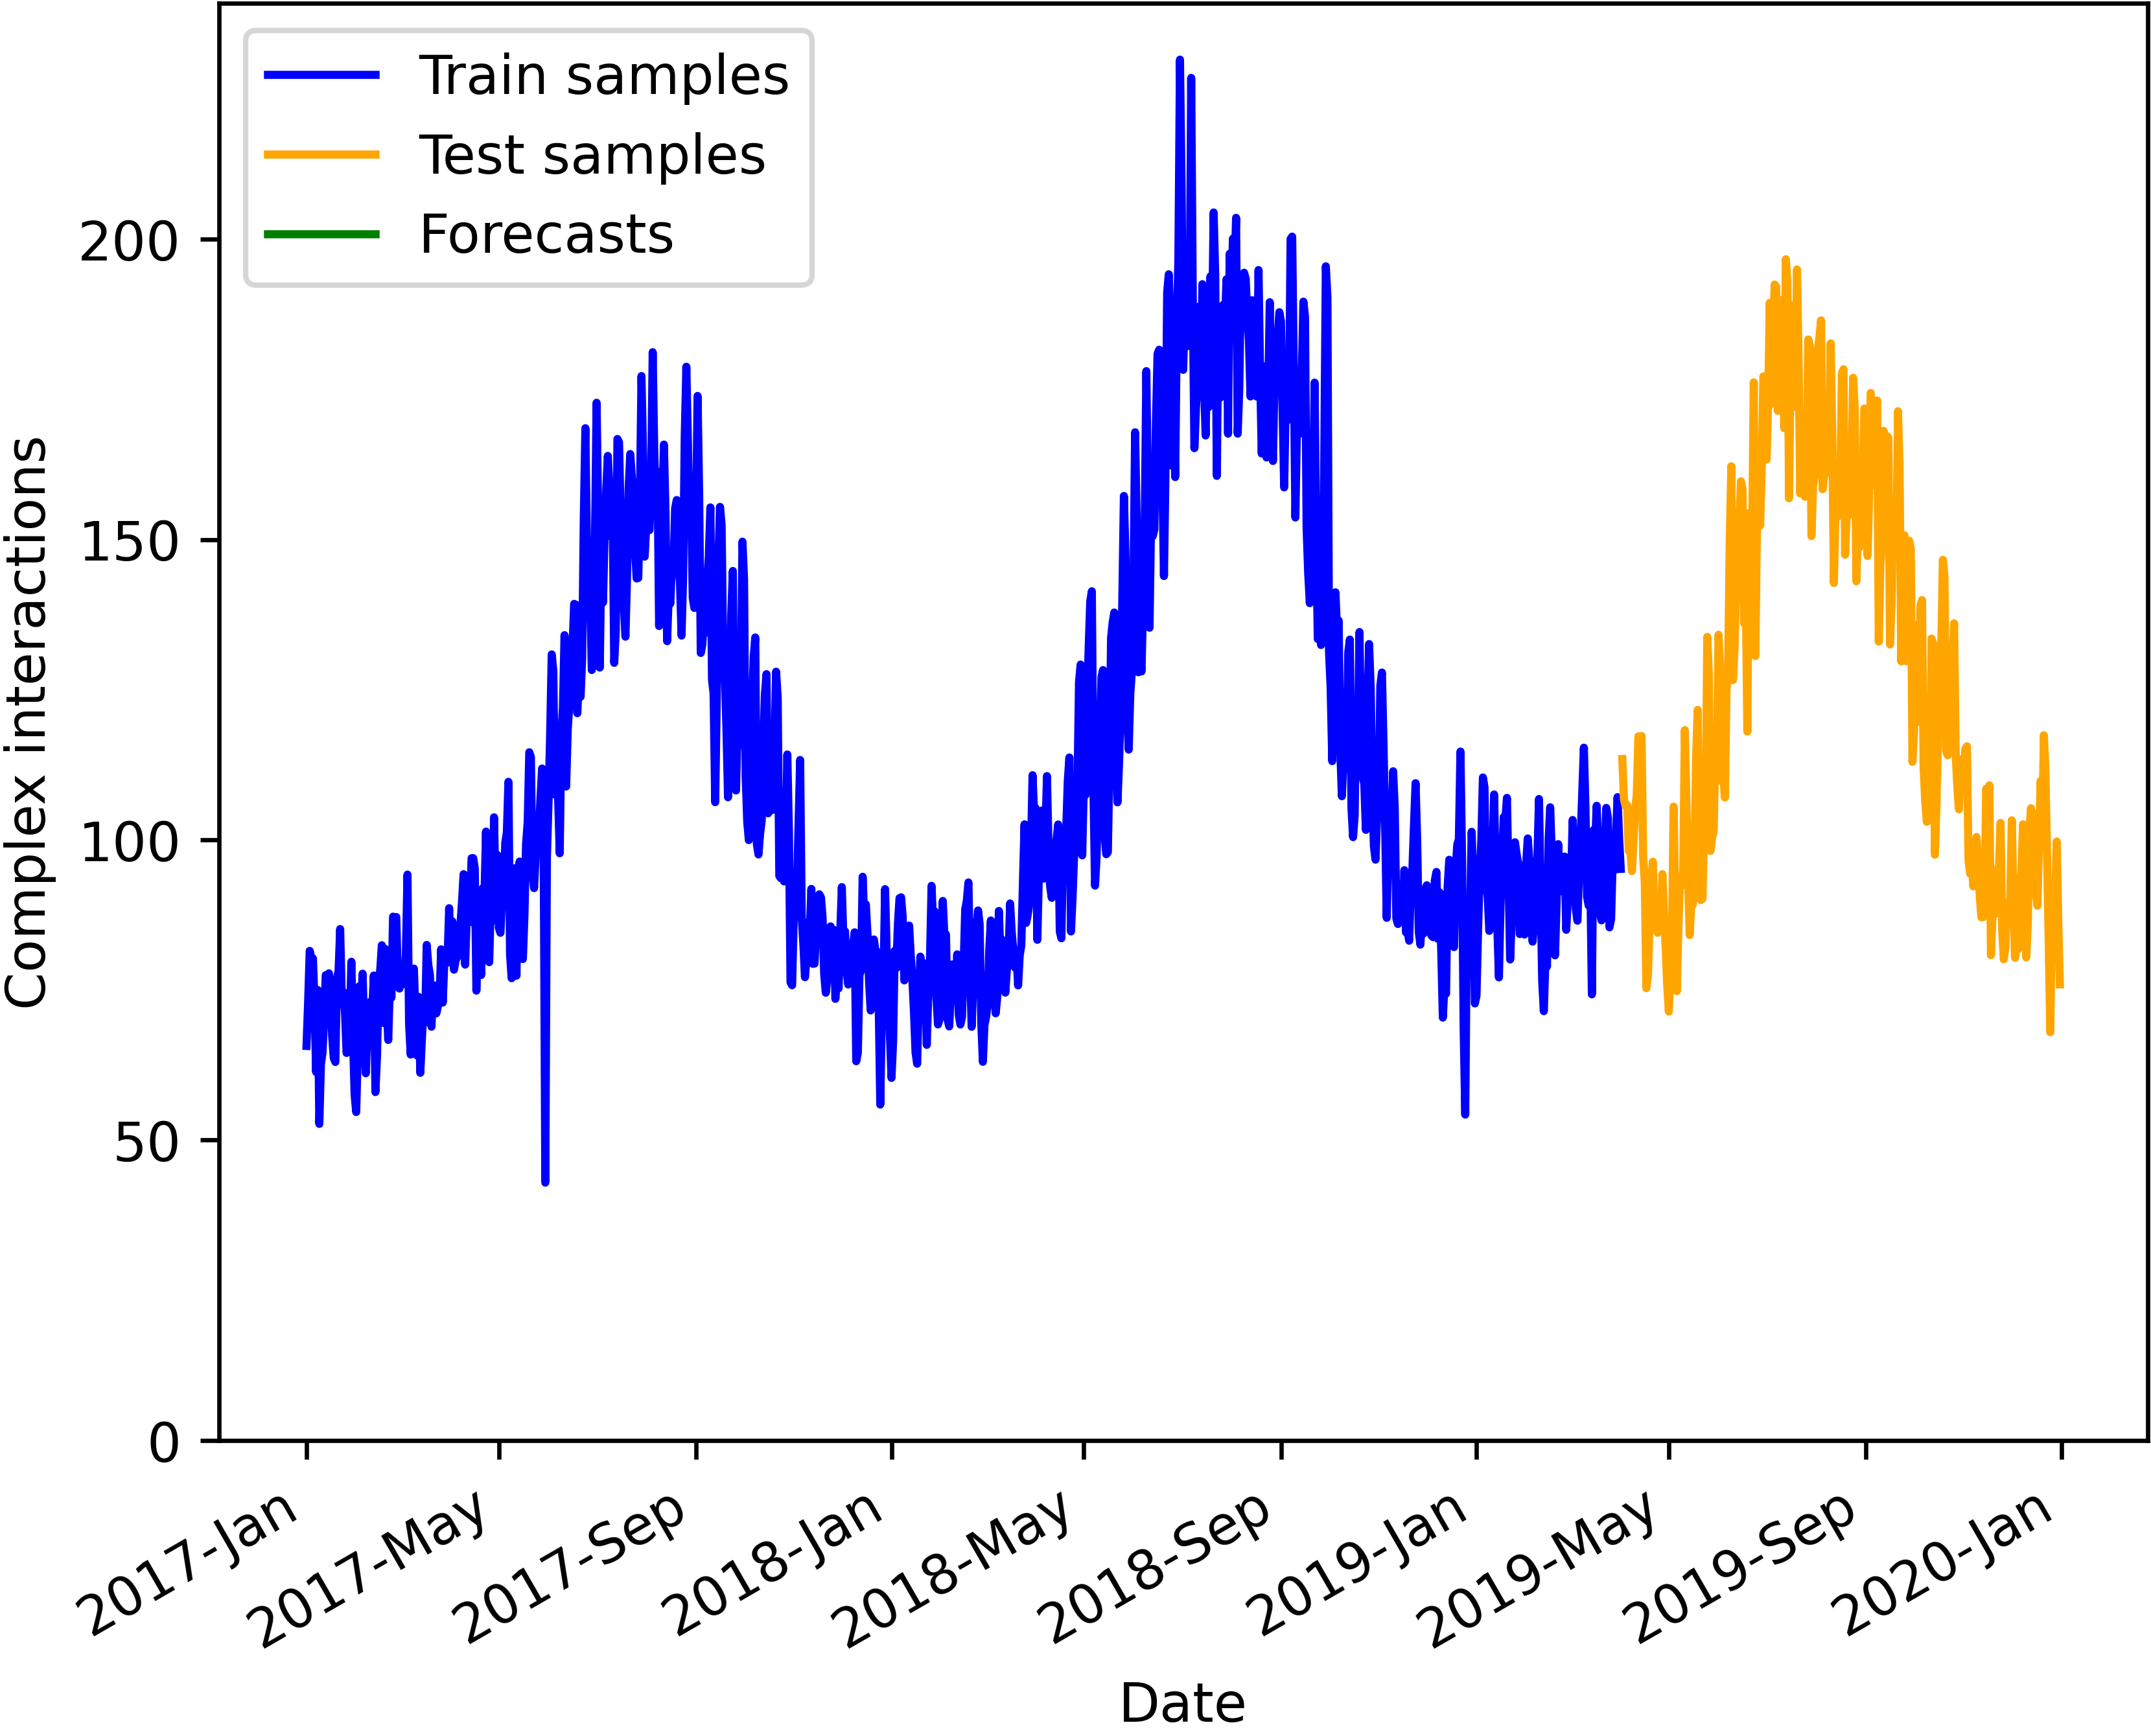 Train samples
Test samples
Forecasts
Complex interactions
200
150
100
50
0
2017-Jan
2017-May
2017-Sep
2018-Jan
2018-May
2018-Sep
2019-Jan
2019-May
2019-Sep
2020-Jan
Date